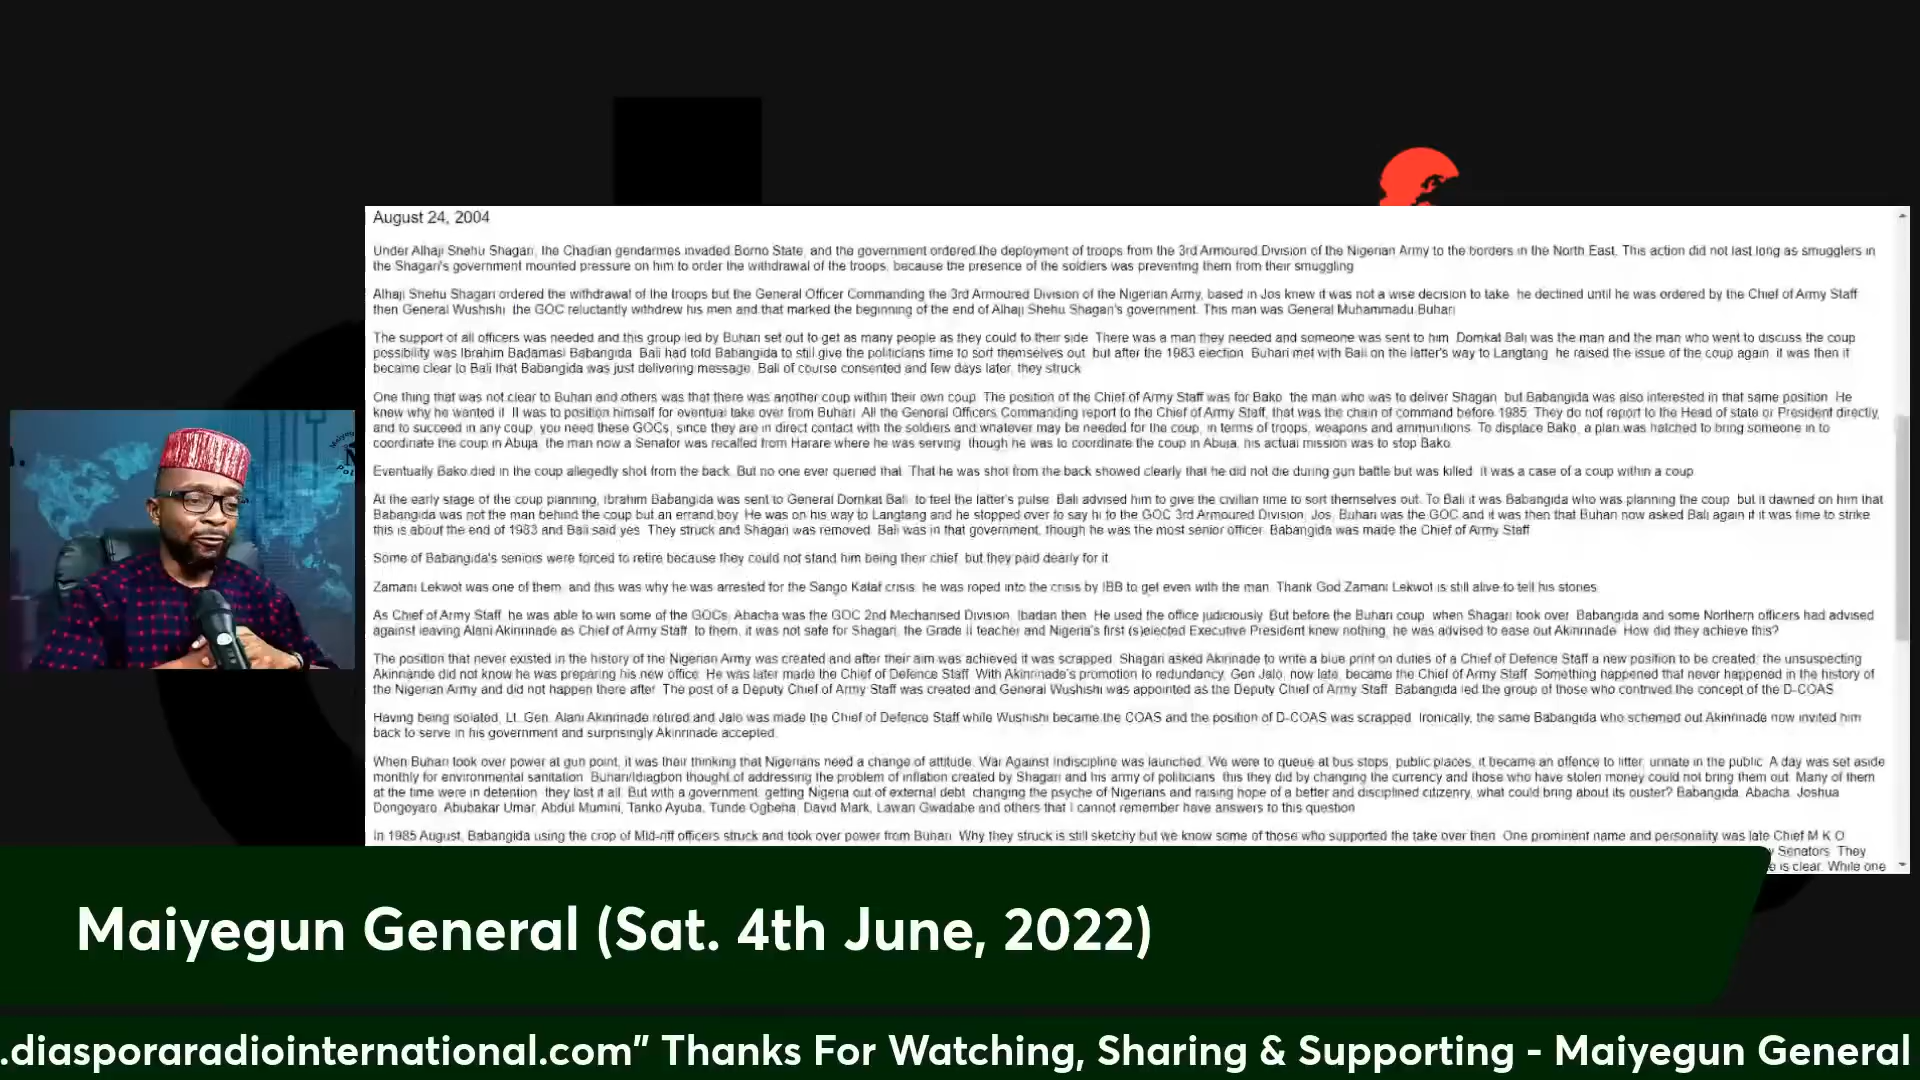 August 24, 2004
Under Alhaji Shehu Shagari, the Chadian gendarmes invaded Borno State, and the government ordered the deployment of troops from the 3rd Armoured Division of the Nigerian Army to the borders in the North East. This action did not last long as smugglers in
the Shagari's government mounted pressure on him to order the withdrawal of the troops, because the presence of the soldiers was preventing them from their smuggling
Alhaji Shehu Shagari ordered the withdrawal of the troops but the General Officer Commanding the 3rd Armoured Division of the Nigerian Army, based in Jos knew it was not a wise decision to take he declined until he was ordered by the Chief of Army Staff
then General Wushishi the GOC reluctantly withdrew his men and that marked the beginning of the end of Alhaji Shehu Shagari's government. This man was General Muhammadu Buhari
The support of all officers was needed and this group led by Buhari set out to get as many people as they could to their side There was a man they needed and someone was sent to him Domkat Bali was the man and the man who went to discuss the coup
possibility was Ibrahim Badamasi Babangida Bali had told Babangida to still give the politicians time to sort themselves out but after the 1983 election Buhari met with Bali on the latter's way to Langtang he raised the issue of the coup again it was then it
became clear to Bali that Babangida was just delivering message. Bali of course consented and few days later, they struck
One thing that was not clear to Buhari and others was that there was another coup within their own coup The position of the Chief of Army Staff was for Bako the man who was to deliver Shagari but Babangida was also interested in that same position He
knew why he wanted it It was to position himself for eventual take over from Buhari All the General Officers Commanding report to the Chief of Army Staff, that was the chain of command before 1985 They do not report to the Head of state or President directly,
and to succeed in any coup, you need these GOCs, since they are in direct contact with the soldiers and whatever may be needed for the coup, in terms of troops, weapons and ammunitions. To displace Bako, a plan was hatched to bring someone in to
coordinate the coup in Abuja, the man now a Senator was recalled from Harare where he was serving though he was to coordinate the coup in Abuja, his actual mission was to stop Bako
Eventually Bako died in the coup allegedly shot from the back But no one ever queried that That he was shot from the back showed clearly that he did not die during gun battle but was killed It was a case of a coup within a coup
At the early stage of the coup planning, Ibrahim Babangida was sent to General Domkat Bali to feel the latter's pulse Bali advised him to give the civilian time to sort themselves out. To Bali it was Babangida who was planning the coup but it dawned on him that
Babangida was not the man behind the coup but an errand boy He was on his way to Langtang and he stopped over to say hi to the GOC 3rd Armoured Division, Jos, Buhari was the GOC and it was then that Buhari now asked Bali again if it was time to strike
this is about the end of 1983 and Bali said yes They struck and Shagari was removed Bali was in that government, though he was the most senior officer Babangida was made the Chief of Army Staff
Some of Babangida's seniors were forced to retire because they could not stand him being their chief but they paid dearly for it
Zamani Lekwot was one of them and this was why he was arrested for the Sango Kataf crisis he was roped into the crisis by IBB to get even with the man Thank God Zamani Lekwot is still alive to tell his stories
As Chief of Army Staff he was able to win some of the GOCs, Abacha was the GOC 2nd Mechanised Division, Ibadan then He used the office judiciously But before the Buhari coup when Shagari took over Babangida and some Northern officers had advised
against leaving Alani Akinrinade as Chief of Army Staff to them, it was not safe for Shagari, the Grade II teacher and Nigeria's first (s)elected Executive President knew nothing, he was advised to ease out Akinrinade How did they achieve this?
The position that never existed in the history of the Nigerian Army was created and after their aim was achieved it was scrapped Shagari asked Akinrinade to write a blue print on duties of a Chief of Defence Staff a new position to be created, the unsuspecting
Akinrinade did not know he was preparing his new office He was later made the Chief of Defence Staff With Akinrinade's promotion to redundancy, Gen Jalo, now late, became the Chief of Army Staff Something happened that never happened in the history of
the Nigerian Army and did not happen there after The post of a Deputy Chief of Army Staff was created and General Wushishi was appointed as the Deputy Chief of Army Staff Babangida led the group of those who contrived the concept of the D-COAS
Having being isolated, Lt. Gen. Alani Akinrinade retired and Jalo was made the Chief of Defence Staff while Wushishi became the COAS and the position of D-COAS was scrapped Ironically, the same Babangida who schemed out Akinrinade now invited him
back to serve in his government and surprisingly Akinrinade accepted.
When Buhari took over power at gun point, it was their thinking that Nigerians need a change of attitude. War Against Indiscipline was launched. We were to queue at bus stops, public places, it became an offence to litter, urinate in the public A day was set aside
monthly for environmental sanitation Buhari/Idiagbon thought of addressing the problem of inflation created by Shagari and his army of politicians this they did by changing the currency and those who have stolen money could not bring them out Many of them
at the time were in detention they lost it all But with a government getting Nigeria out of external debt changing the psyche of Nigerians and raising hope of a better and disciplined citizenry, what could bring about its ouster? Babangida, Abacha, Joshua
Dongoyaro, Abubakar Umar, Abdul Mumini, Tanko Ayuba, Tunde Ogbeha, David Mark, Lawan Gwadabe and others that I cannot remember have answers to this question
In 1985 August, Babangida using the crop of Mid-riff officers struck and took over power from Buhari Why they struck is still sketchy but we know some of those who supported the take over then One prominent name and personality was late Chief M K O
Senators They
is clear. While one
Maiyegun General (Sat. 4th June, 2022)
.diasporaradiointernational.com” Thanks For Watching, Sharing & Supporting - Maiyegun General